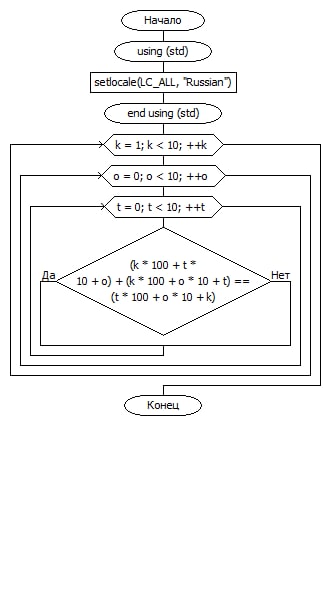 Начало
using (std)
setlocale(LC_ALL, "Russian")
end using (std)
k = 1; k < 10; ++k
o = 0; o < 10; ++o
t = 0; t < 10; ++t
Да
Нет
(k * 100 + t *
10 + o) + (k * 100 + o * 10 + t) ==
(t * 100 + o * 10 + k)
Конец